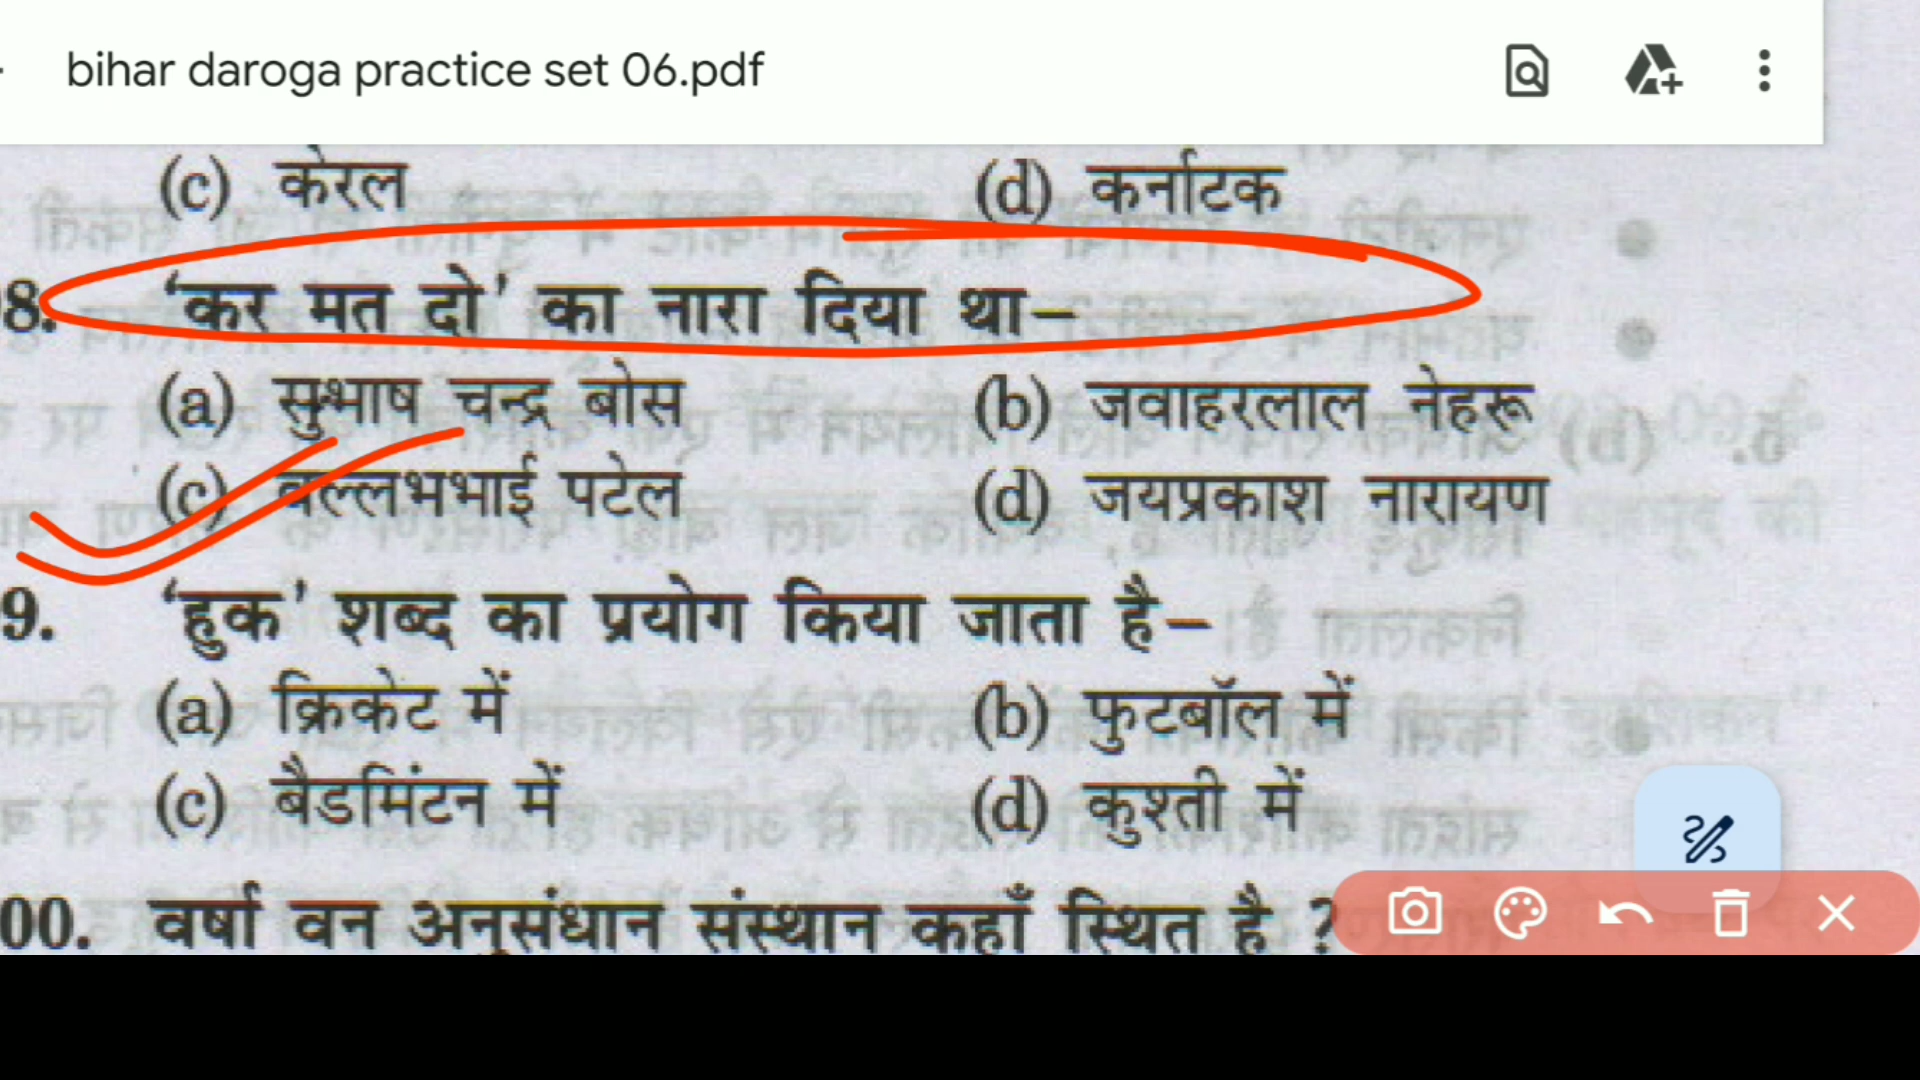 bihar daroga practice set 06.pdf
(c) केरल (d) कर्नाटक
8. 'कर मत दो' का नारा दिया था–
(a) सुभाष चन्द्र बोस (b) जवाहरलाल नेहरू
(c) वल्लभभाई पटेल (d) जयप्रकाश नारायण
9. 'हुक' शब्द का प्रयोग किया जाता है–
(a) क्रिकेट में (b) फुटबॉल में
(c) बैडमिंटन में (d) कुश्ती में
00. वर्षा वन अनुसंधान संस्थान कहाँ स्थित है ?